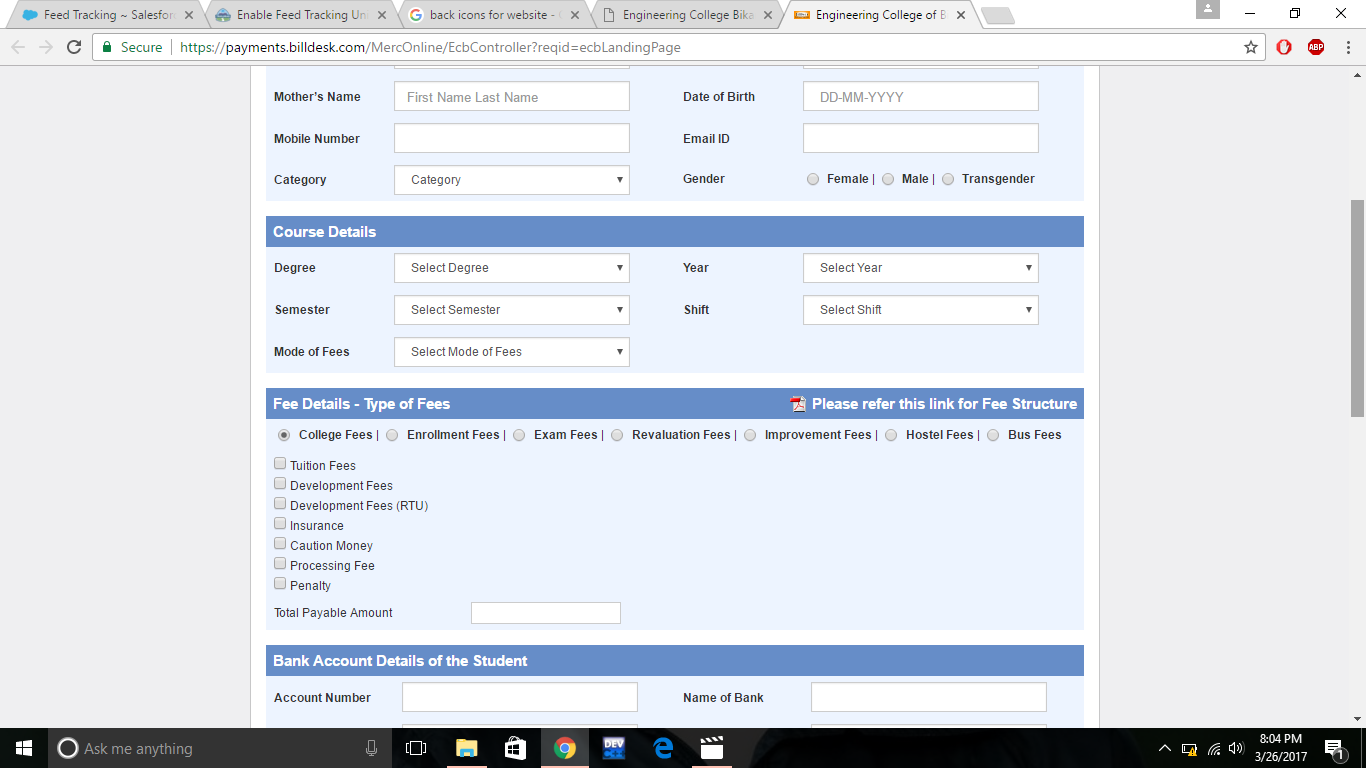 Feed Tracking ~ Salesfor
Enable Feed Tracking Uni
back icons for website -
Engineering College Bika
Engineering College of B
Secure https://payments.billdesk.com/MercOnline/EcbController?reqid=ecbLandingPage
ABP
Mother's Name First Name Last Name Date of Birth DD-MM-YYYY
Mobile Number Email ID
Category Category Gender Female | Male | Transgender
Course Details
Degree Select Degree Year Select Year
Semester Select Semester Shift Select Shift
Mode of Fees Select Mode of Fees
Fee Details - Type of Fees Please refer this link for Fee Structure
College Fees | Enrollment Fees | Exam Fees | Revaluation Fees | Improvement Fees | Hostel Fees | Bus Fees
Tuition Fees
Development Fees
Development Fees (RTU)
Insurance
Caution Money
Processing Fee
Penalty
Total Payable Amount
Bank Account Details of the Student
Account Number Name of Bank
Ask me anything
DEV
8:04 PM
3/26/2017
1